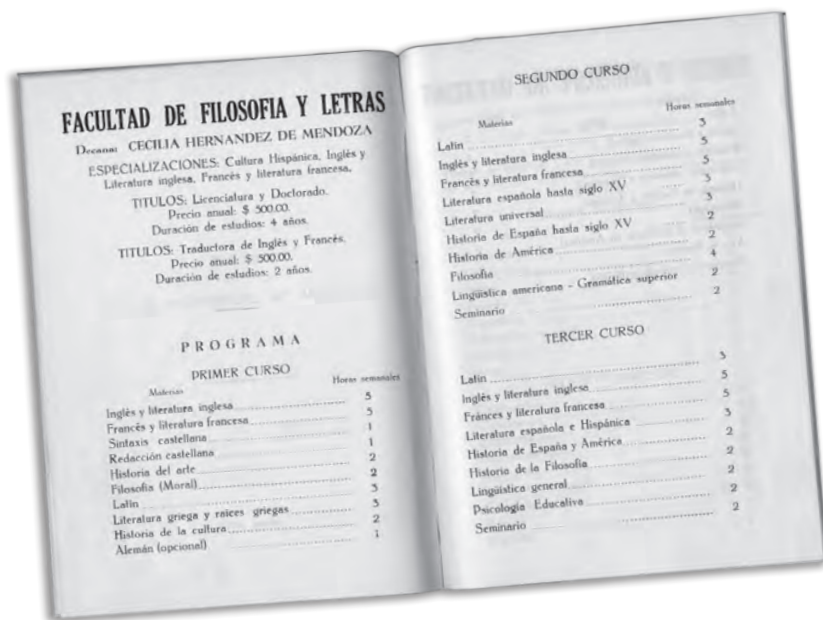 FACULTAD DE FILOSOFIA Y LETRAS
Decana: CECILIA HERNANDEZ DE MENDOZA
ESPECIALIZACIONES: Cultura Hispánica, Inglés y
Literatura inglesa, Francés y literatura francesa.
TITULOS: Licenciatura y Doctorado.
Precio anual: $ 500.00.
Duración de estudios: 4 años.
TITULOS: Traductora de Inglés y Francés.
Precio anual: $ 500.00.
Duración de estudios: 2 años.
PROGRAMA
PRIMER CURSO
Materias Horas semanales
Inglés y literatura inglesa 5
Francés y literatura francesa 5
Sintaxis castellana 1
Redacción castellana 1
Historia del arte 2
Filosofía (Moral) 2
Latín 3
Literatura griega y raíces griegas 3
Historia de la cultura 2
Alemán (opcional) 1
SEGUNDO CURSO
Materias Horas semanales
Latín 3
Inglés y literatura inglesa 5
Francés y literatura francesa 5
Literatura española hasta siglo XV 3
Literatura universal 3
Historia de España hasta siglo XV 2
Historia de América 2
Filosofía 4
Lingüística americana - Gramática superior 2
Seminario 2
TERCER CURSO
Latín 3
Inglés y literatura inglesa 5
Fránces y literatura francesa 5
Literatura española e Hispánica 3
Historia de España y América 2
Historia de la Filosofía 2
Lingüística general 2
Psicología Educativa 2
Seminario 2